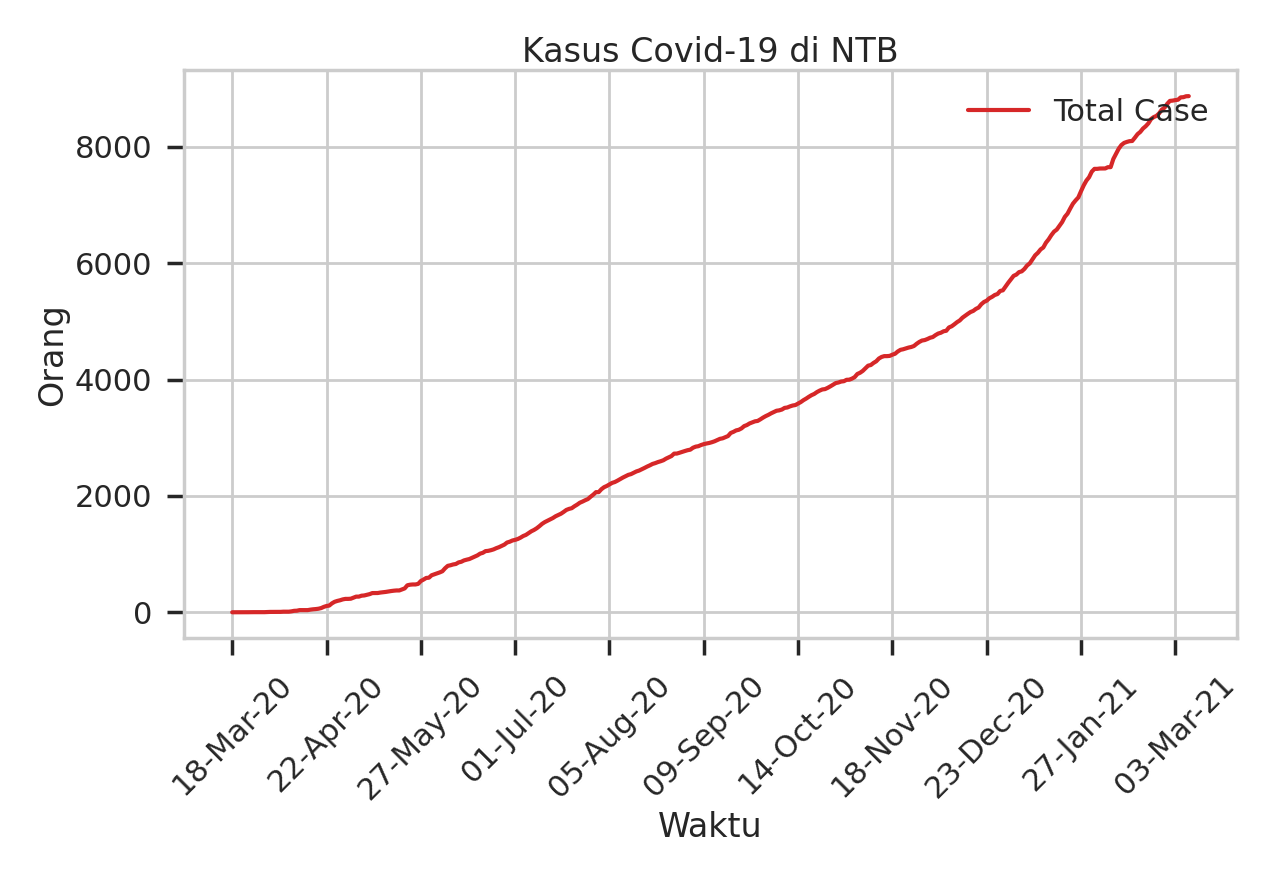 Kasus Covid-19 di NTB
Total Case
8000
6000
4000
2000
0
Orang
18-Mar-20
22-Apr-20
27-May-20
01-Jul-20
05-Aug-20
09-Sep-20
14-Oct-20
18-Nov-20
23-Dec-20
27-Jan-21
03-Mar-21
Waktu